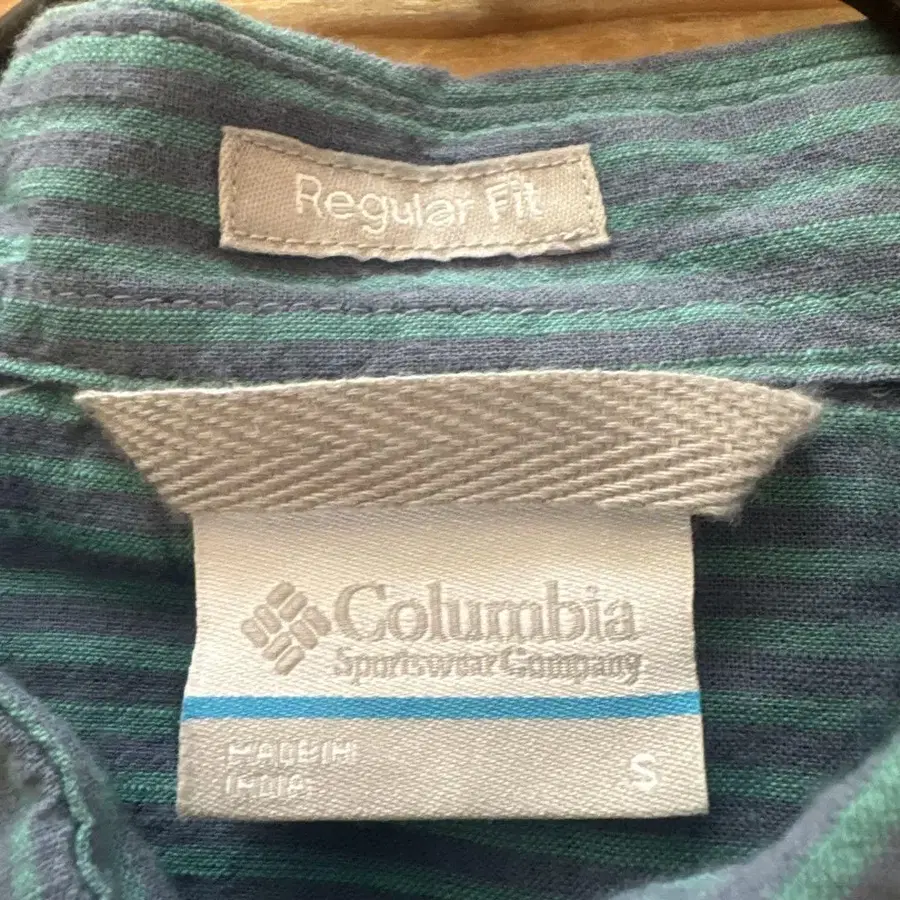 Regular Fit
Columbia
Sportswear Company
MADE IN
INDIA
S